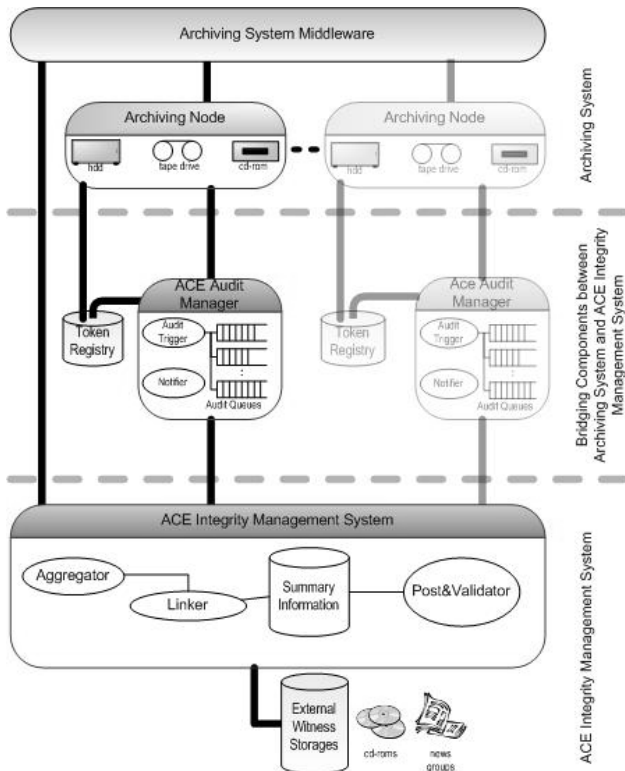 Archiving System Middleware
Archiving Node
hdd
tape drive
cd-rom
Archiving Node
hdd
tape drive
cd-rom
Archiving System
ACE Audit
Manager
Audit
Trigger
Notifier
Audit Queues
Token
Registry
Ace Audit
Manager
Audit
Trigger
Notifier
Audit Queues
Token
Registry
Bridging Components between
Archiving System and ACE Integrity
Management System
ACE Integrity Management System
Aggregator
Linker
Summary
Information
Post&Validator
External
Witness
Storages
cd-roms
news
groups
ACE Integrity Management System